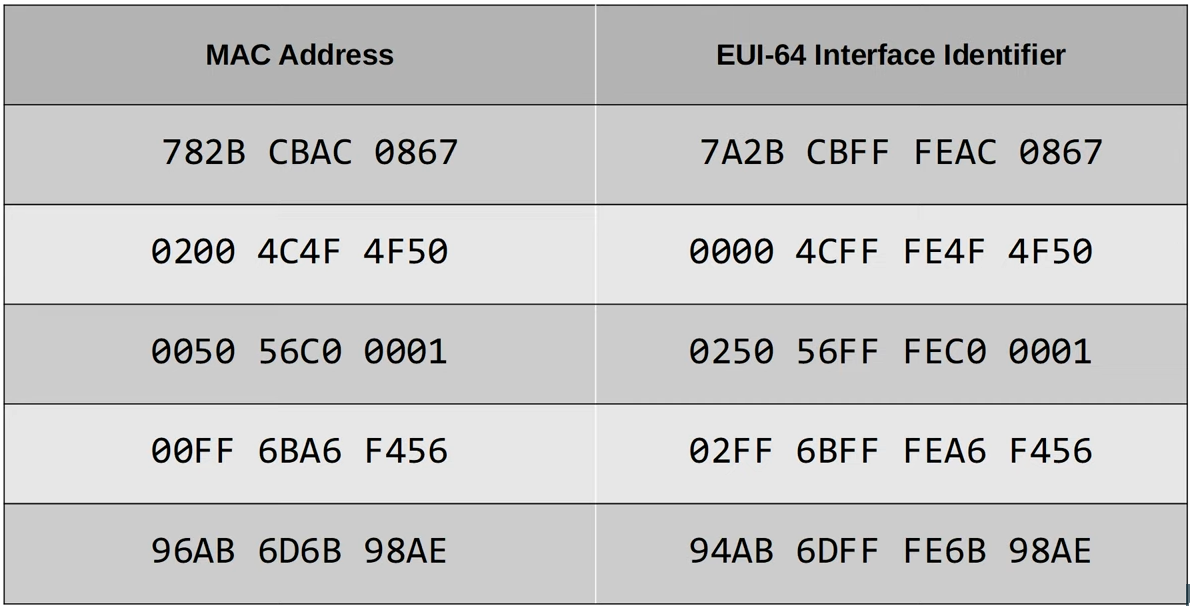 MAC Address EUI-64 Interface Identifier
782B CBAC 0867 7A2B CBFF FEAC 0867
0200 4C4F 4F50 0000 4CFF FE4F 4F50
0050 56C0 0001 0250 56FF FEC0 0001
00FF 6BA6 F456 02FF 6BFF FEA6 F456
96AB 6D6B 98AE 94AB 6DFF FE6B 98AE